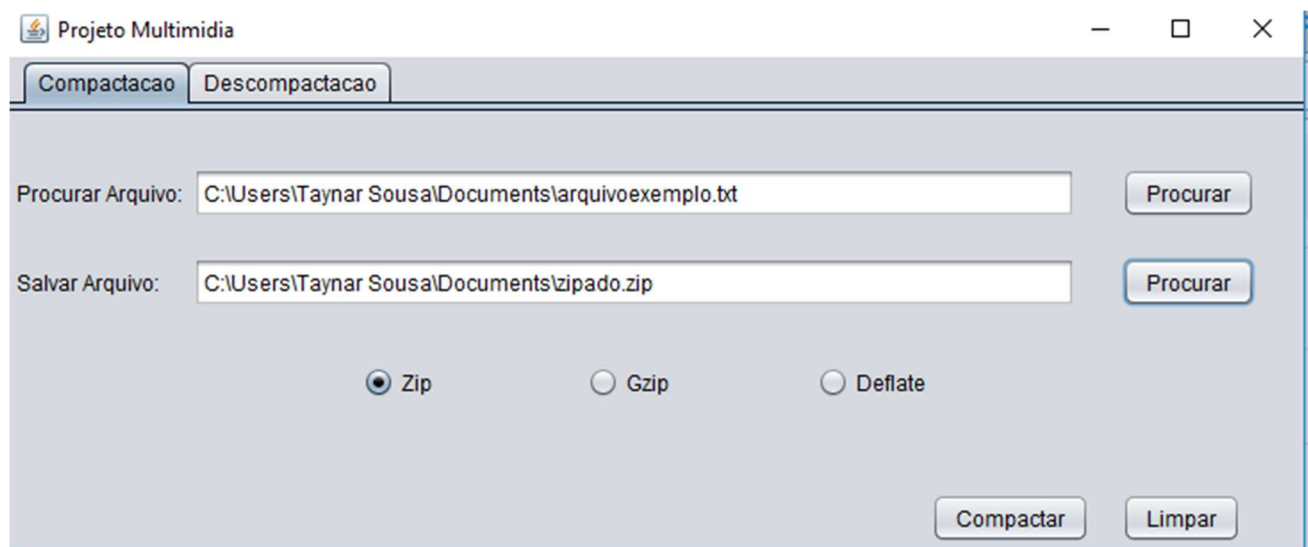 Projeto Multimidia
Compactacao Descompactacao
Procurar Arquivo: C:\Users\Taynar Sousa\Documents\arquivoexemplo.txt Procurar
Salvar Arquivo: C:\Users\Taynar Sousa\Documents\zipado.zip Procurar
Zip Gzip Deflate
Compactar Limpar